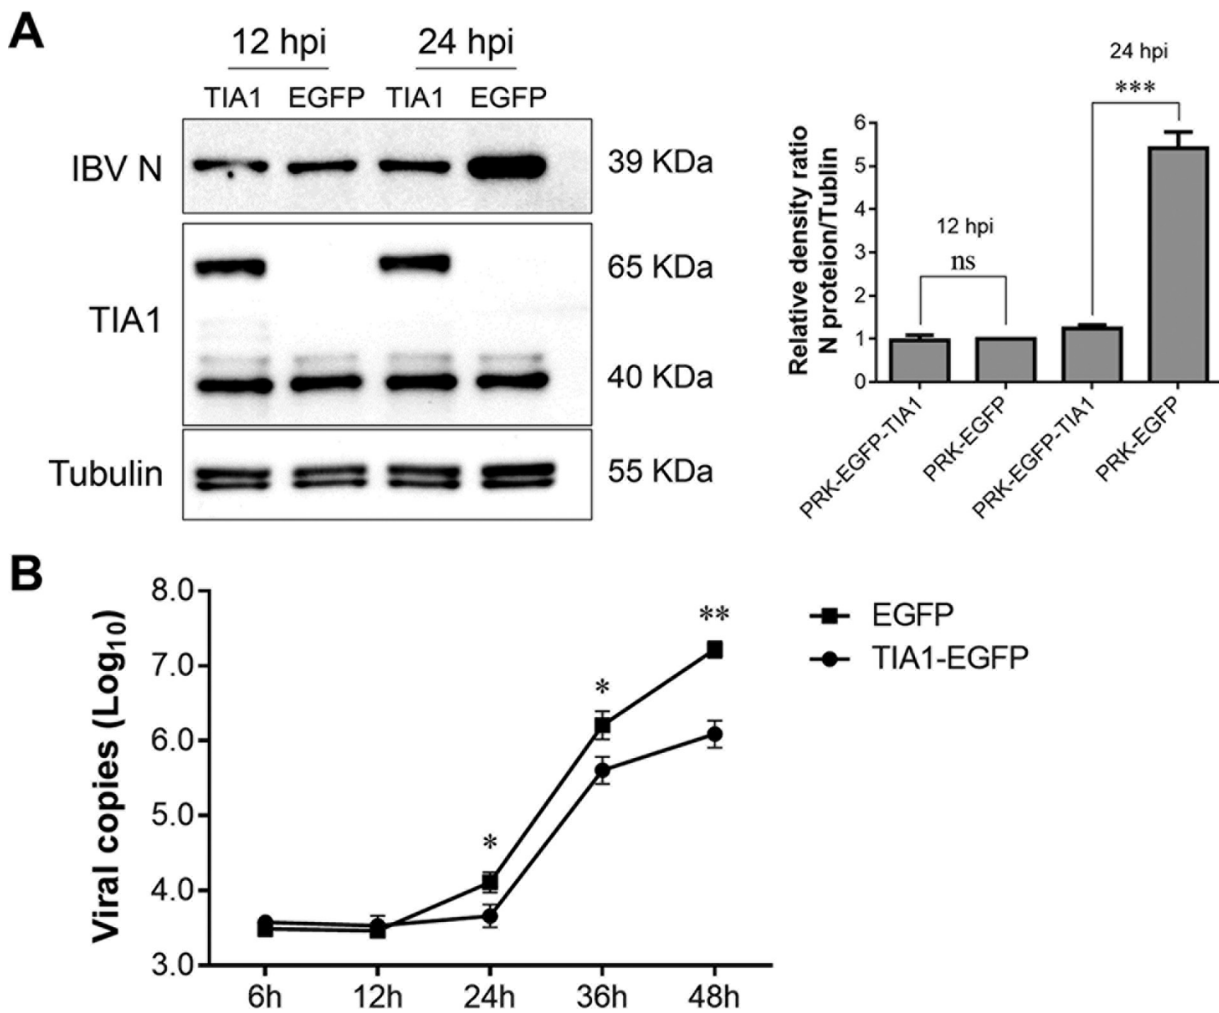 A
12 hpi 24 hpi
TIA1 EGFP TIA1 EGFP
IBV N 39 KDa
TIA1 65 KDa
40 KDa
Tubulin 55 KDa
24 hpi
***
12 hpi
ns
Relative density ratio
N proteion/Tublin
6
5
4
3
2
1
0
PRK-EGFP-TIA1
PRK-EGFP
PRK-EGFP-TIA1
PRK-EGFP
B
Viral copies (Log10)
8.0
7.0
6.0
5.0
4.0
3.0
*
*
**
6h 12h 24h 36h 48h
EGFP
TIA1-EGFP